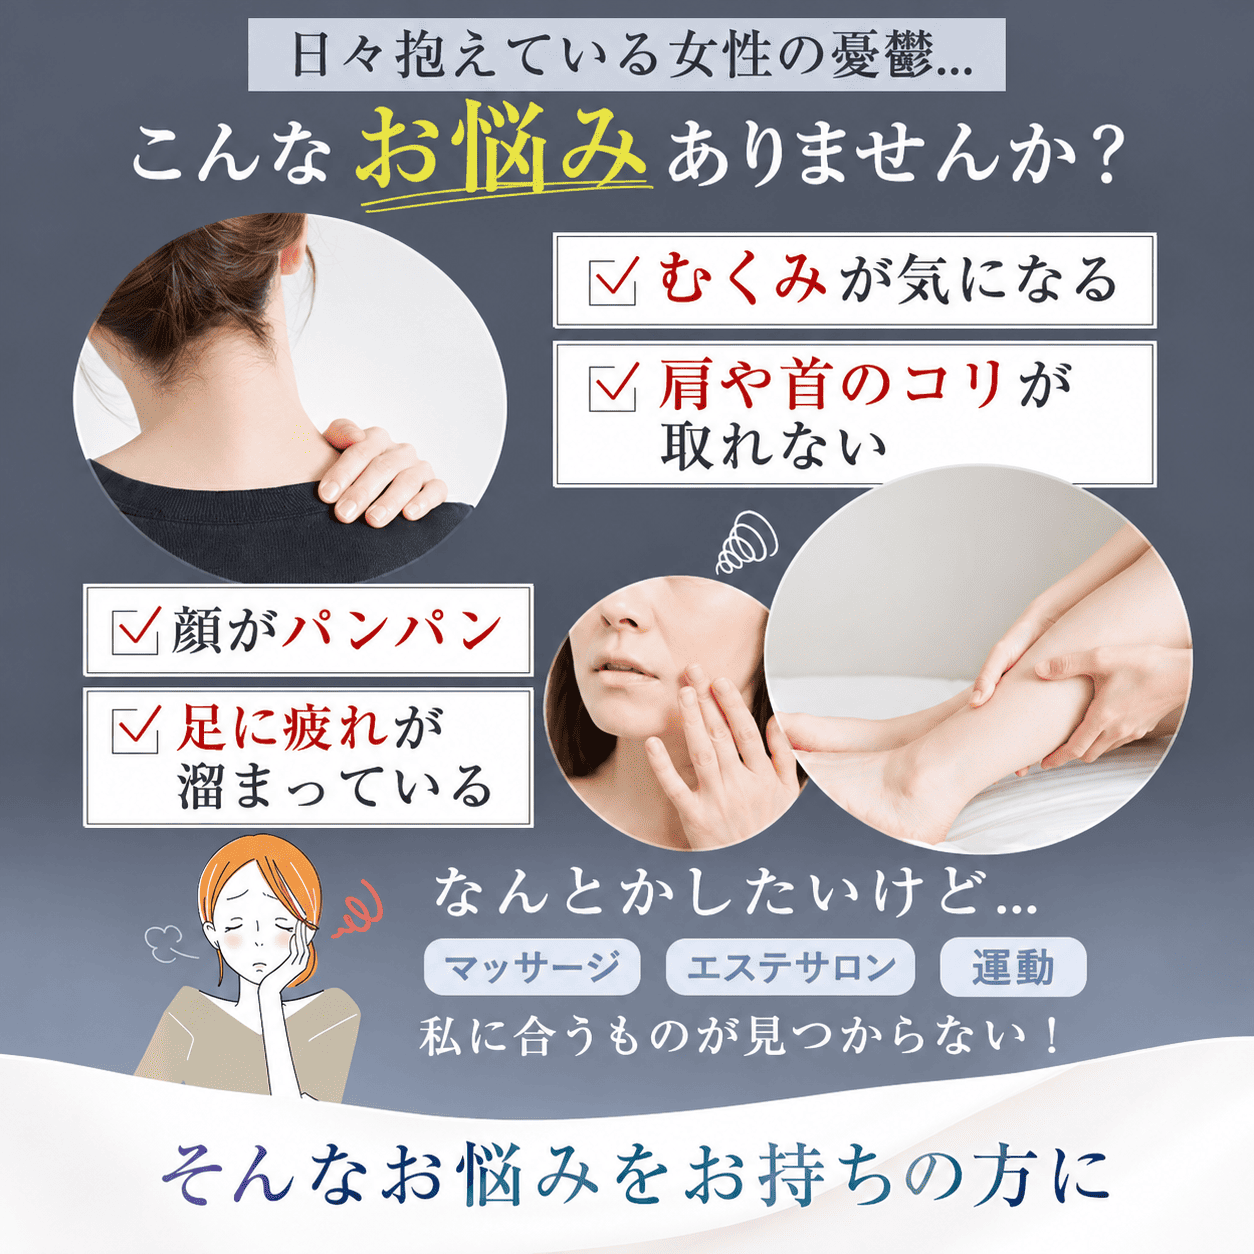 日々抱えている女性の憂鬱...
こんなお悩みありませんか？
むくみが気になる
肩や首のコリが
取れない
顔がパンパン
足に疲れが
溜まっている
なんとかしたいけど...
マッサージ エステサロン 運動
私に合うものが見つからない！
そんなお悩みをお持ちの方に